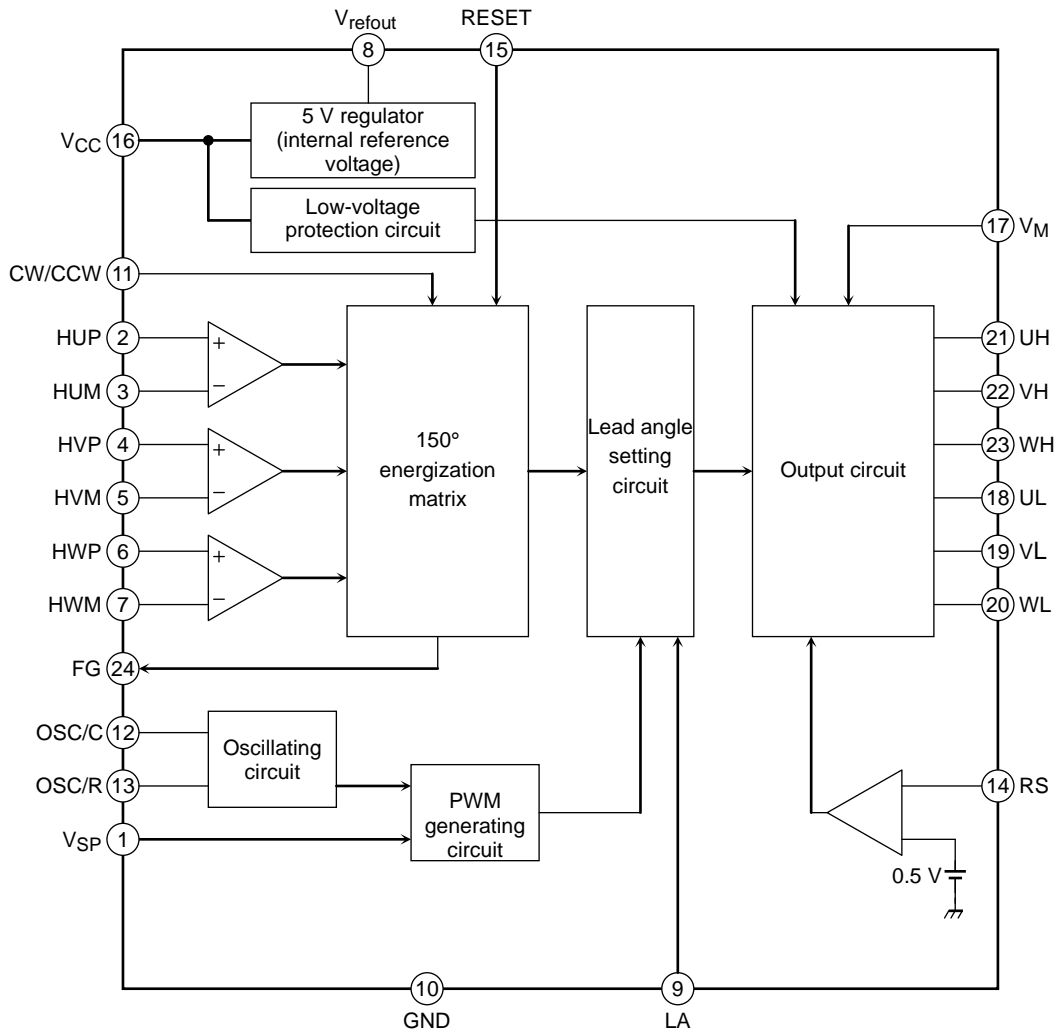 Vrefout
RESET
8
15
5 V regulator
(internal reference
voltage)
VCC
16
Low-voltage
protection circuit
17
VM
CW/CCW
11
HUP
2
+
HUM
3
−
HVP
4
+
HVM
5
−
HWP
6
+
HWM
7
−
150°
energization
matrix
Lead angle
setting
circuit
Output circuit
21
UH
22
VH
23
WH
18
UL
19
VL
20
WL
FG
24
OSC/C
12
OSC/R
13
Oscillating
circuit
VSP
1
PWM
generating
circuit
14
RS
0.5 V
10
GND
9
LA